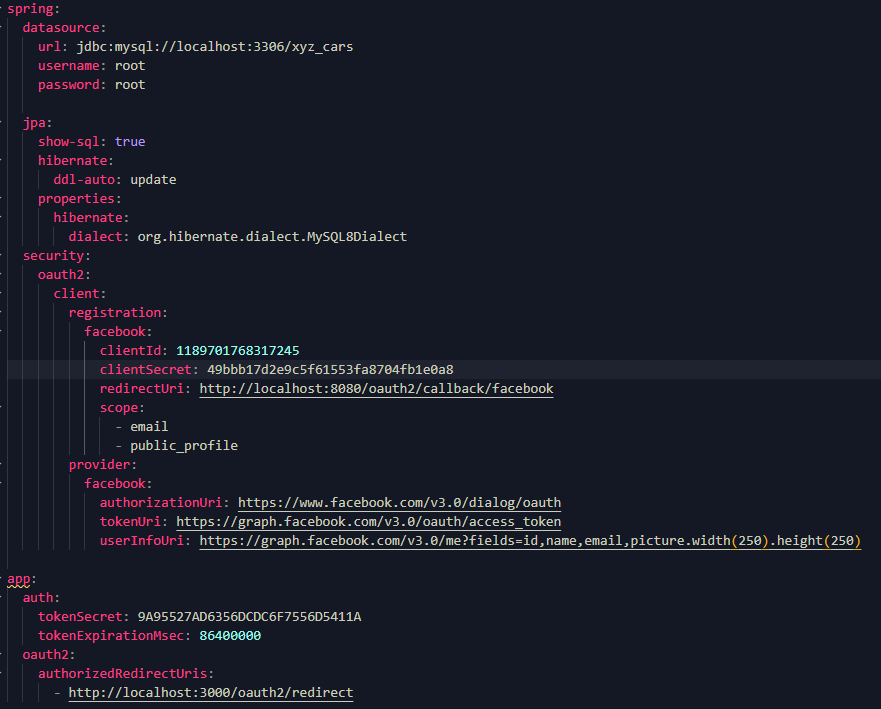 spring:
datasource:
url: jdbc:mysql://localhost:3306/xyz_cars
username: root
password: root
jpa:
show-sql: true
hibernate:
ddl-auto: update
properties:
hibernate:
dialect: org.hibernate.dialect.MySQL8Dialect
security:
oauth2:
client:
registration:
facebook:
clientId: 1189701768317245
clientSecret: 49bbb17d2e9c5f61553fa8704fb1e0a8
redirectUri: http://localhost:8080/oauth2/callback/facebook
scope:
- email
- public_profile
provider:
facebook:
authorizationUri: https://www.facebook.com/v3.0/dialog/oauth
tokenUri: https://graph.facebook.com/v3.0/oauth/access_token
userInfoUri: https://graph.facebook.com/v3.0/me?fields=id,name,email,picture.width(250).height(250)
app:
auth:
tokenSecret: 9A95527AD6356DCDC6F7556D5411A
tokenExpirationMsec: 86400000
oauth2:
authorizedRedirectUris:
- http://localhost:3000/oauth2/redirect